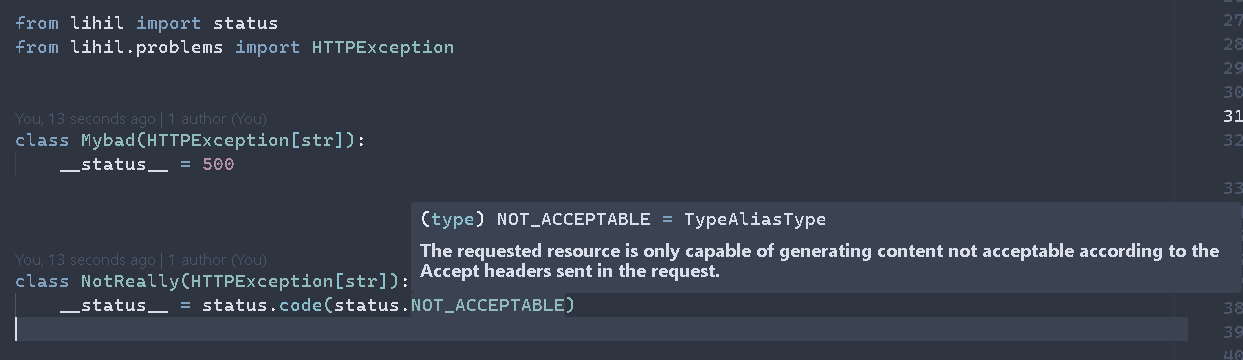 from lihil import status
from lihil.problems import HTTPException
You, 13 seconds ago | 1 author (You)
class Mybad(HTTPException[str]):
    __status__ = 500
(type) NOT_ACCEPTABLE = TypeAliasType
The requested resource is only capable of generating content not acceptable according to the
Accept headers sent in the request.
You, 13 seconds ago | 1 author (You)
class NotReally(HTTPException[str]):
    __status__ = status.code(status.NOT_ACCEPTABLE)
27
28
29
30
31
32
33
38
39
40